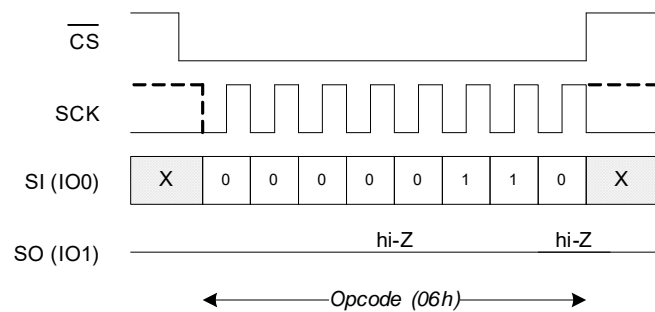 CS
SCK
SI (IO0) X 0 0 0 0 0 1 1 0 X
SO (IO1) hi-Z hi-Z
Opcode (06h)